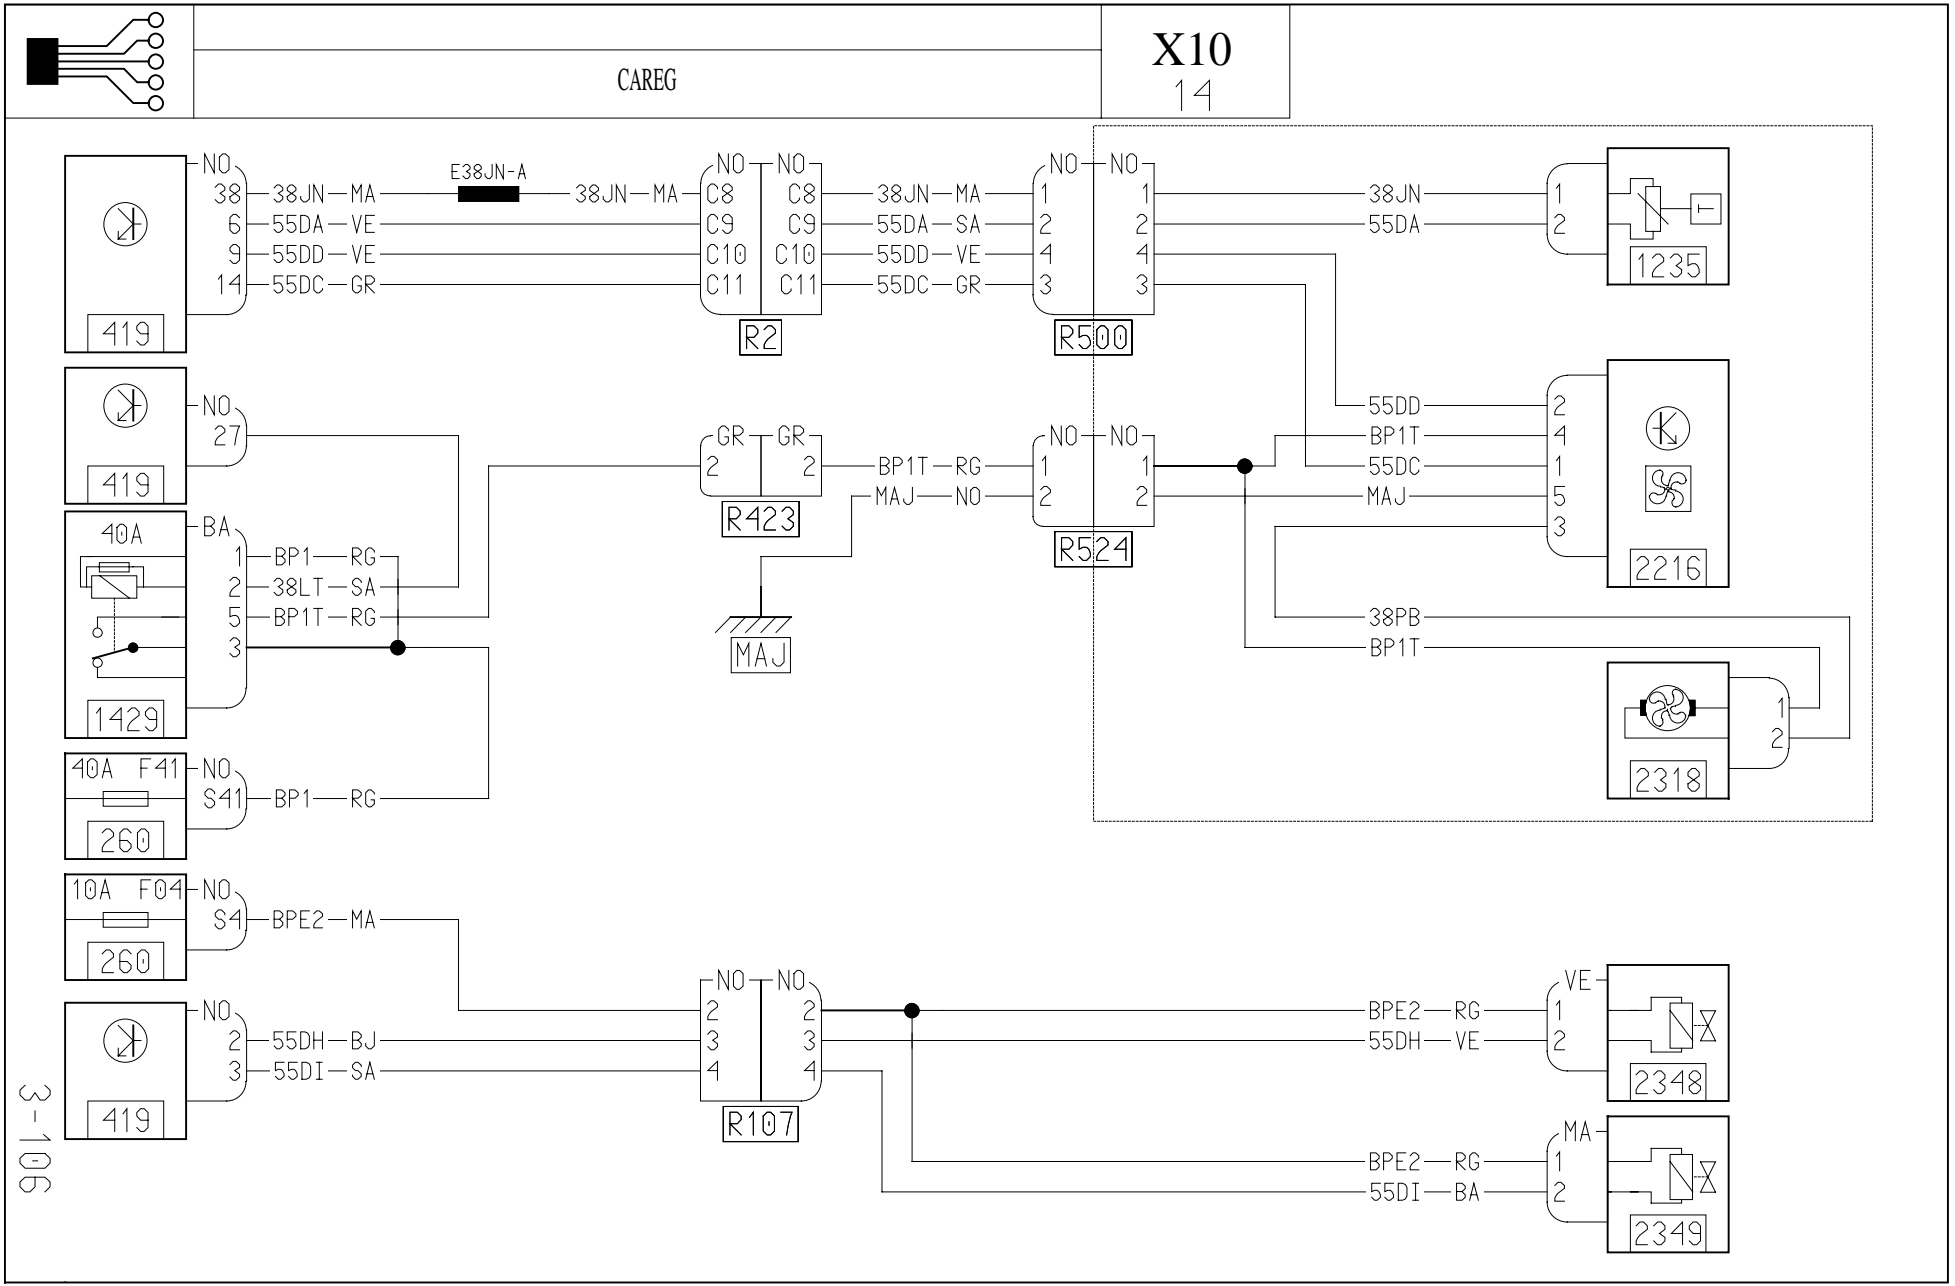 CAREG
X10
14
NO
38 38JN MA E38JN-A 38JN MA
6 55DA VE
9 55DD VE
14 55DC GR
419
NO NO
C8 C8 38JN MA
C9 C9 55DA SA
C10 C10 55DD VE
C11 C11 55DC GR
R2
NO NO
1 1 38JN
2 2 55DA
4 4
3 3
R500
1
2
T
1235
NO
27
419
40A BA
1 BP1 RG
2 38LT SA
5 BP1T RG
3
1429
GR GR
2 2 BP1T RG
MAJ NO
R423
MAJ
NO NO
1 1
2 2
R524
55DD 2
BP1T 4
55DC 1
MAJ 5
3
2216
38PB
BP1T
1
2
2318
40A F41 NO
S41 BP1 RG
260
10A F04 NO
S4 BPE2 MA
260
NO
2 55DH BJ
3 55DI SA
419
NO NO
2 2
3 3
4 4
R107
VE
BPE2 RG 1
55DH VE 2
2348
MA
BPE2 RG 1
55DI BA 2
2349
3-106